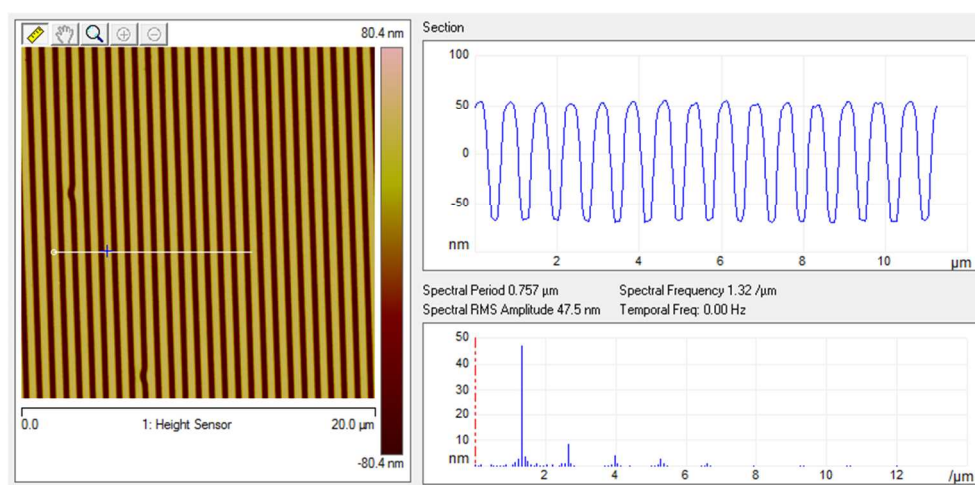 80.4 nm
0.0
1: Height Sensor
20.0 µm
-80.4 nm
Section
100
50
0
-50
nm
2
4
6
8
10
µm
Spectral Period 0.757 µm
Spectral Frequency 1.32 /µm
Spectral RMS Amplitude 47.5 nm
Temporal Freq: 0.00 Hz
50
40
30
20
10
nm
2
4
6
8
10
12
/µm